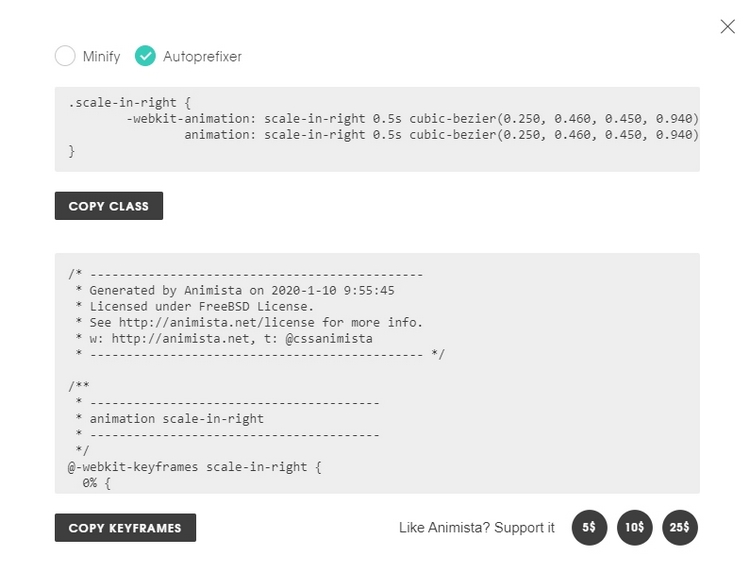 Minify Autoprefixer
.scale-in-right {
-webkit-animation: scale-in-right 0.5s cubic-bezier(0.250, 0.460, 0.450, 0.940)
animation: scale-in-right 0.5s cubic-bezier(0.250, 0.460, 0.450, 0.940)
}
COPY CLASS
/* ----------------------------------------------
* Generated by Animista on 2020-1-10 9:55:45
* Licensed under FreeBSD License.
* See http://animista.net/license for more info.
* w: http://animista.net, t: @cssanimista
* ---------------------------------------------- */
/**
* ----------------------------------------
* animation scale-in-right
* ----------------------------------------
*/
@-webkit-keyframes scale-in-right {
0% {
COPY KEYFRAMES Like Animista? Support it 5$ 10$ 25$